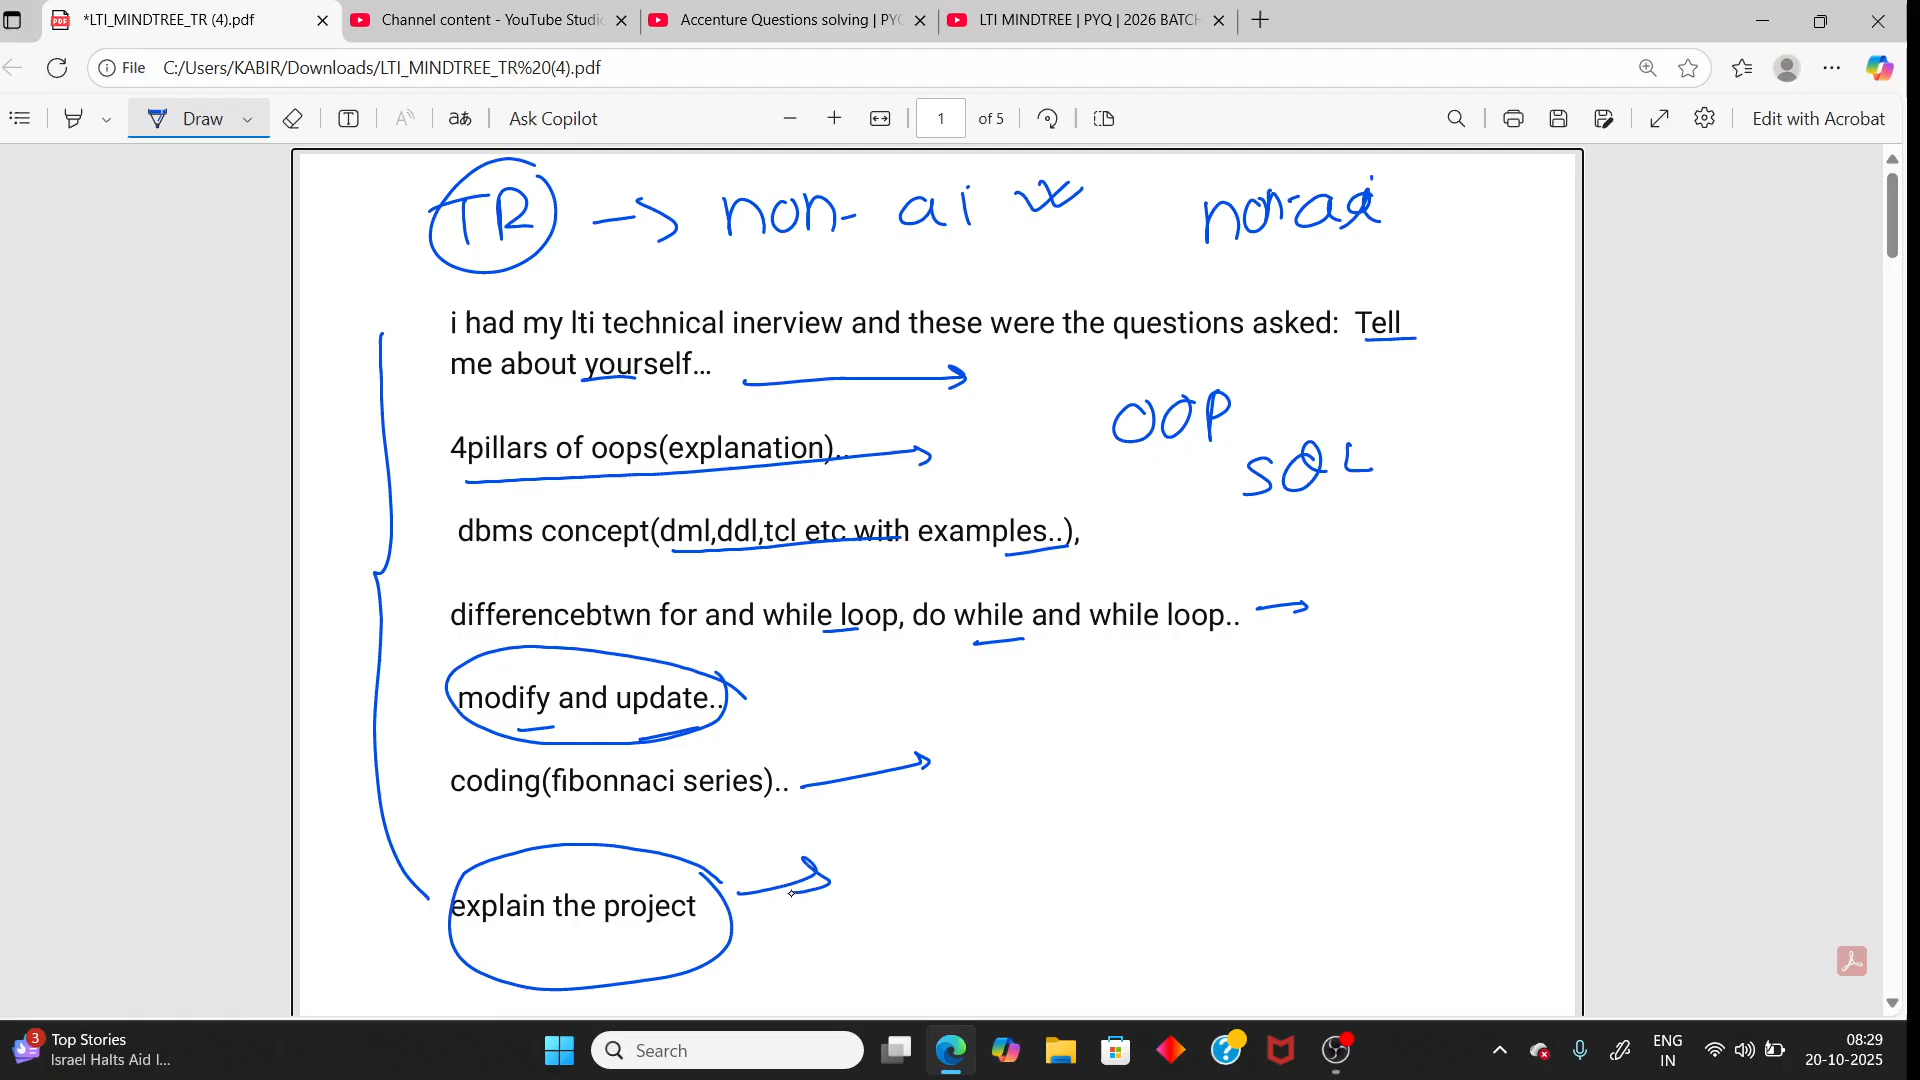 *LTI_MINDTREE_TR (4).pdf
Channel content - YouTube Studio
Accenture Questions solving | PYQ
LTI MINDTREE | PYQ | 2026 BATCH
File C:/Users/KABIR/Downloads/LTI_MINDTREE_TR%20(4).pdf
Draw
aあ
Ask Copilot
1 of 5
Edit with Acrobat
TR → non- ai
i had my lti technical inerview and these were the questions asked: Tell
me about yourself...
OOP
4pillars of oops(explanation)..
SQL
dbms concept(dml,ddl,tcl etc with examples..),
differencebtwn for and while loop, do while and while loop..
modify and update..
coding(fibonnaci series)..
explain the project
3
Top Stories
Israel Halts Aid I...
Search
ENG
IN
08:29
20-10-2025